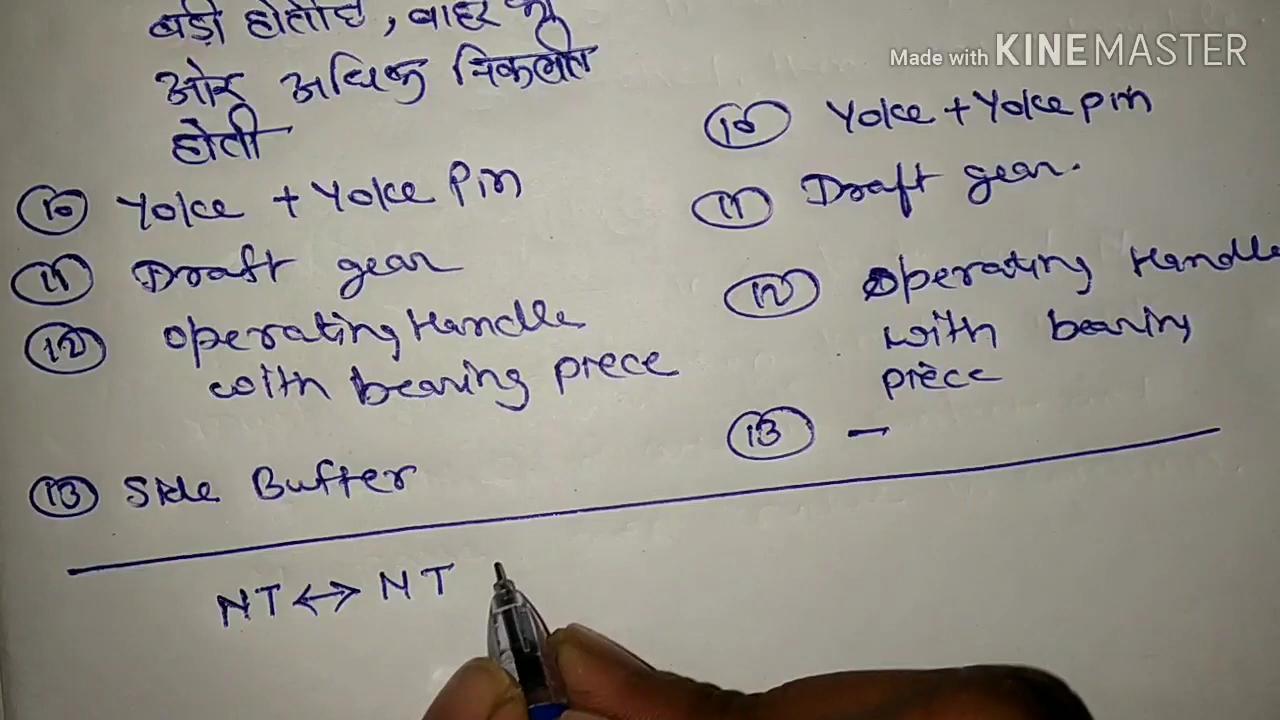 बड़ी होती है, बाहर की
ओर अधिक निकली
होती
10 Yoke + Yoke Pin
11 Draft gear
12 Operating Handle
with bearing piece
13 Side Buffer
Made with KINEMASTER
10 Yoke + Yoke pin
11 Draft gear.
12 Operating Handle
with bearing
piece
13 –
NT ↔ NT